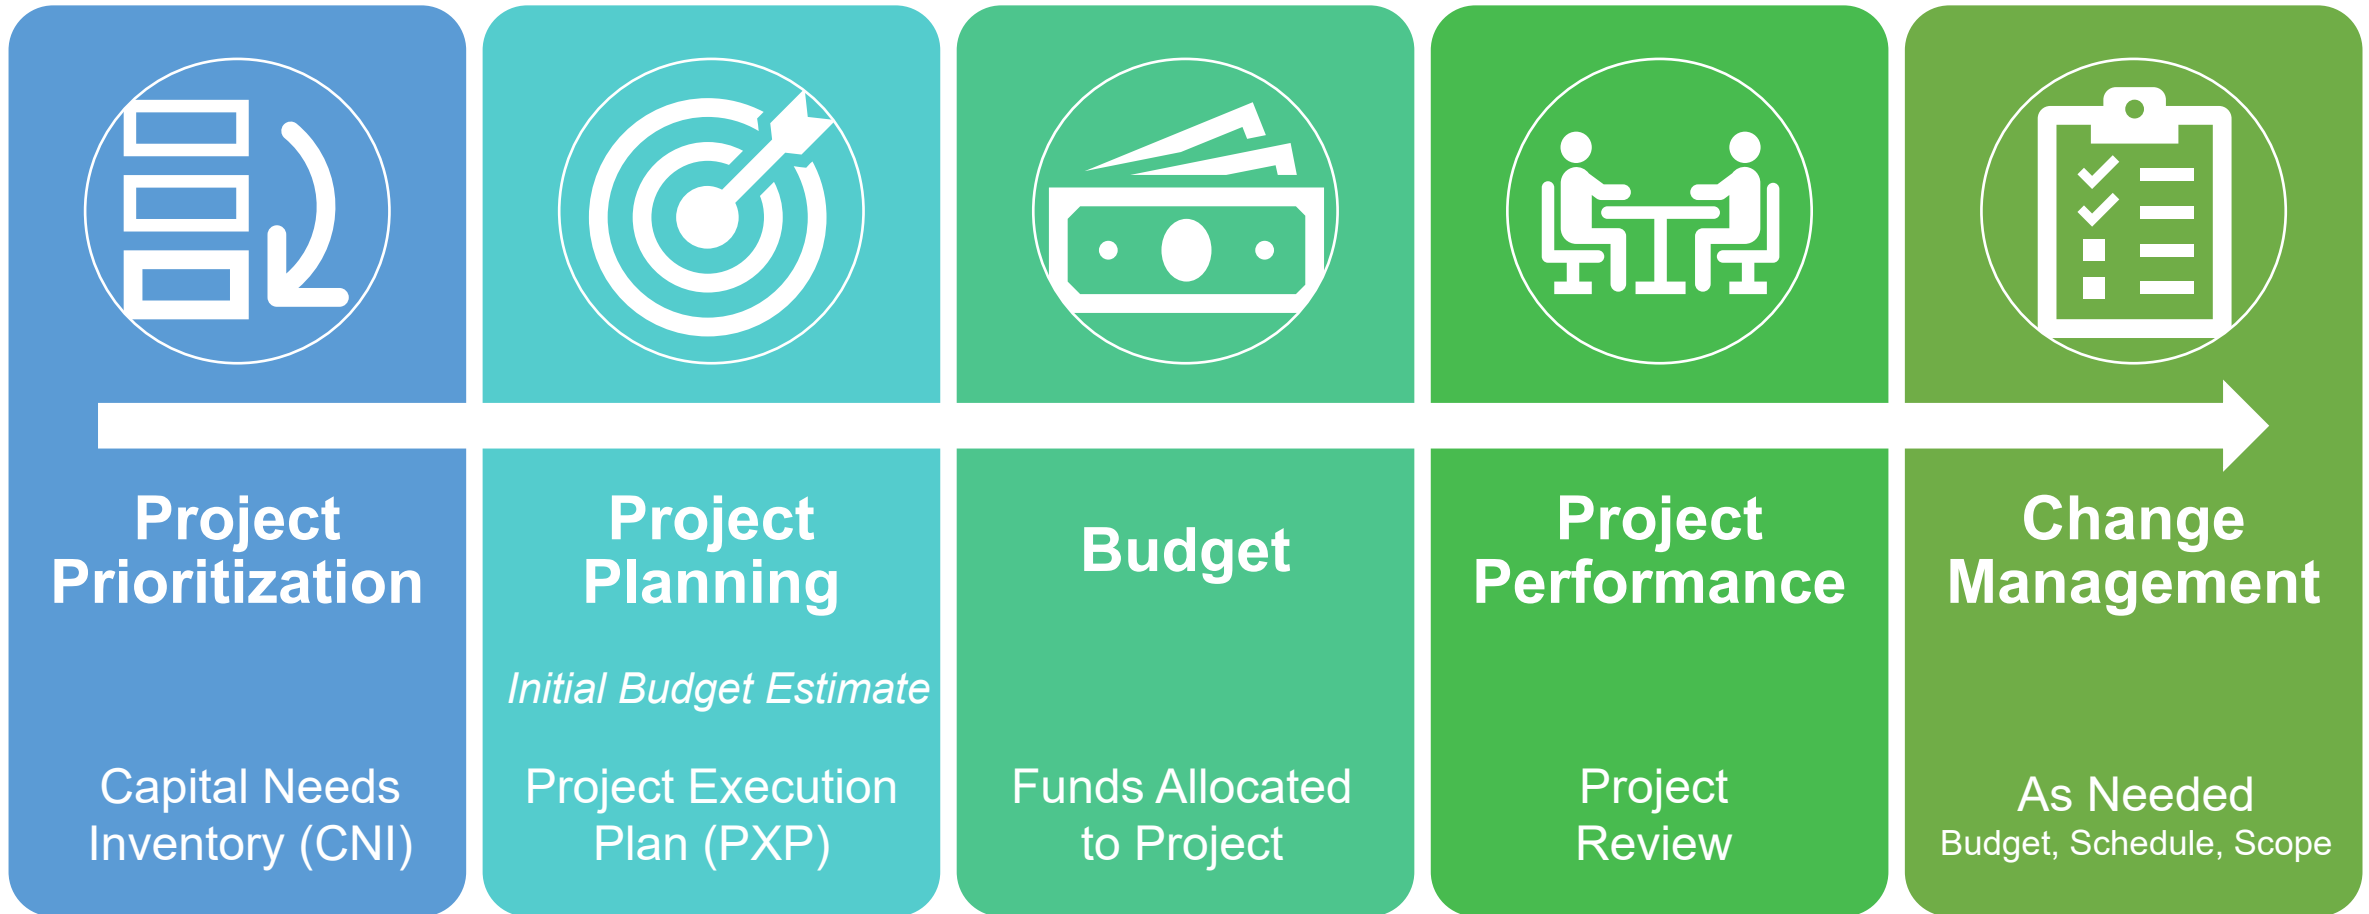 Project
Prioritization
Capital Needs
Inventory (CNI)
Project
Planning
Initial Budget Estimate
Project Execution
Plan (PXP)
Budget
Funds Allocated
to Project
Project
Performance
Project
Review
Change
Management
As Needed
Budget, Schedule, Scope